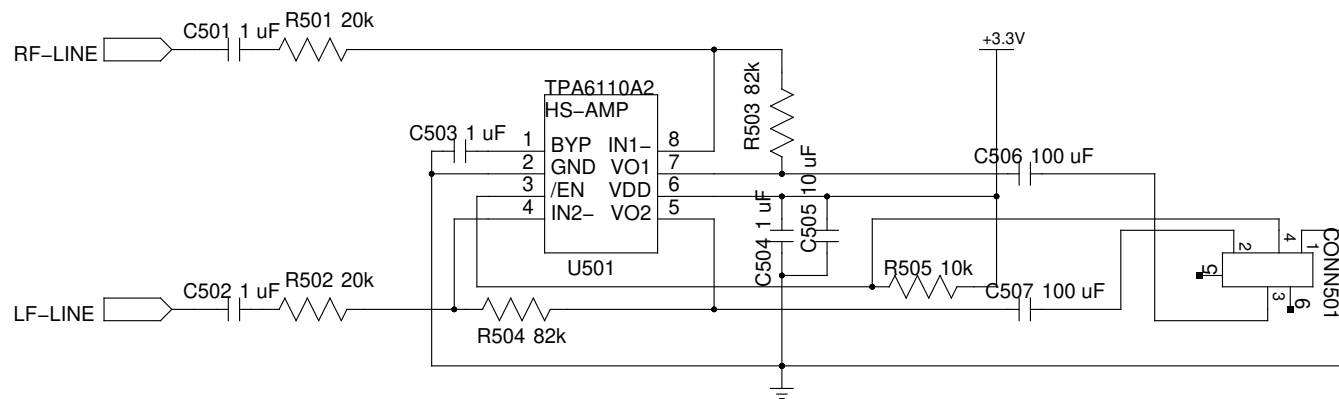 C501 1 uF
R501 20k
RF−LINE
+3.3V
TPA6110A2
HS−AMP
R503 82k
C503 1 uF
1 BYP IN1− 8
2 GND VO1 7
3 /EN VDD 6
4 IN2− VO2 5
U501
C506 100 uF
C504 1 uF
C505 10 uF
R505 10k
C507 100 uF
2
4
1
5
3
6
CONN501
C502 1 uF
R502 20k
LF−LINE
R504 82k